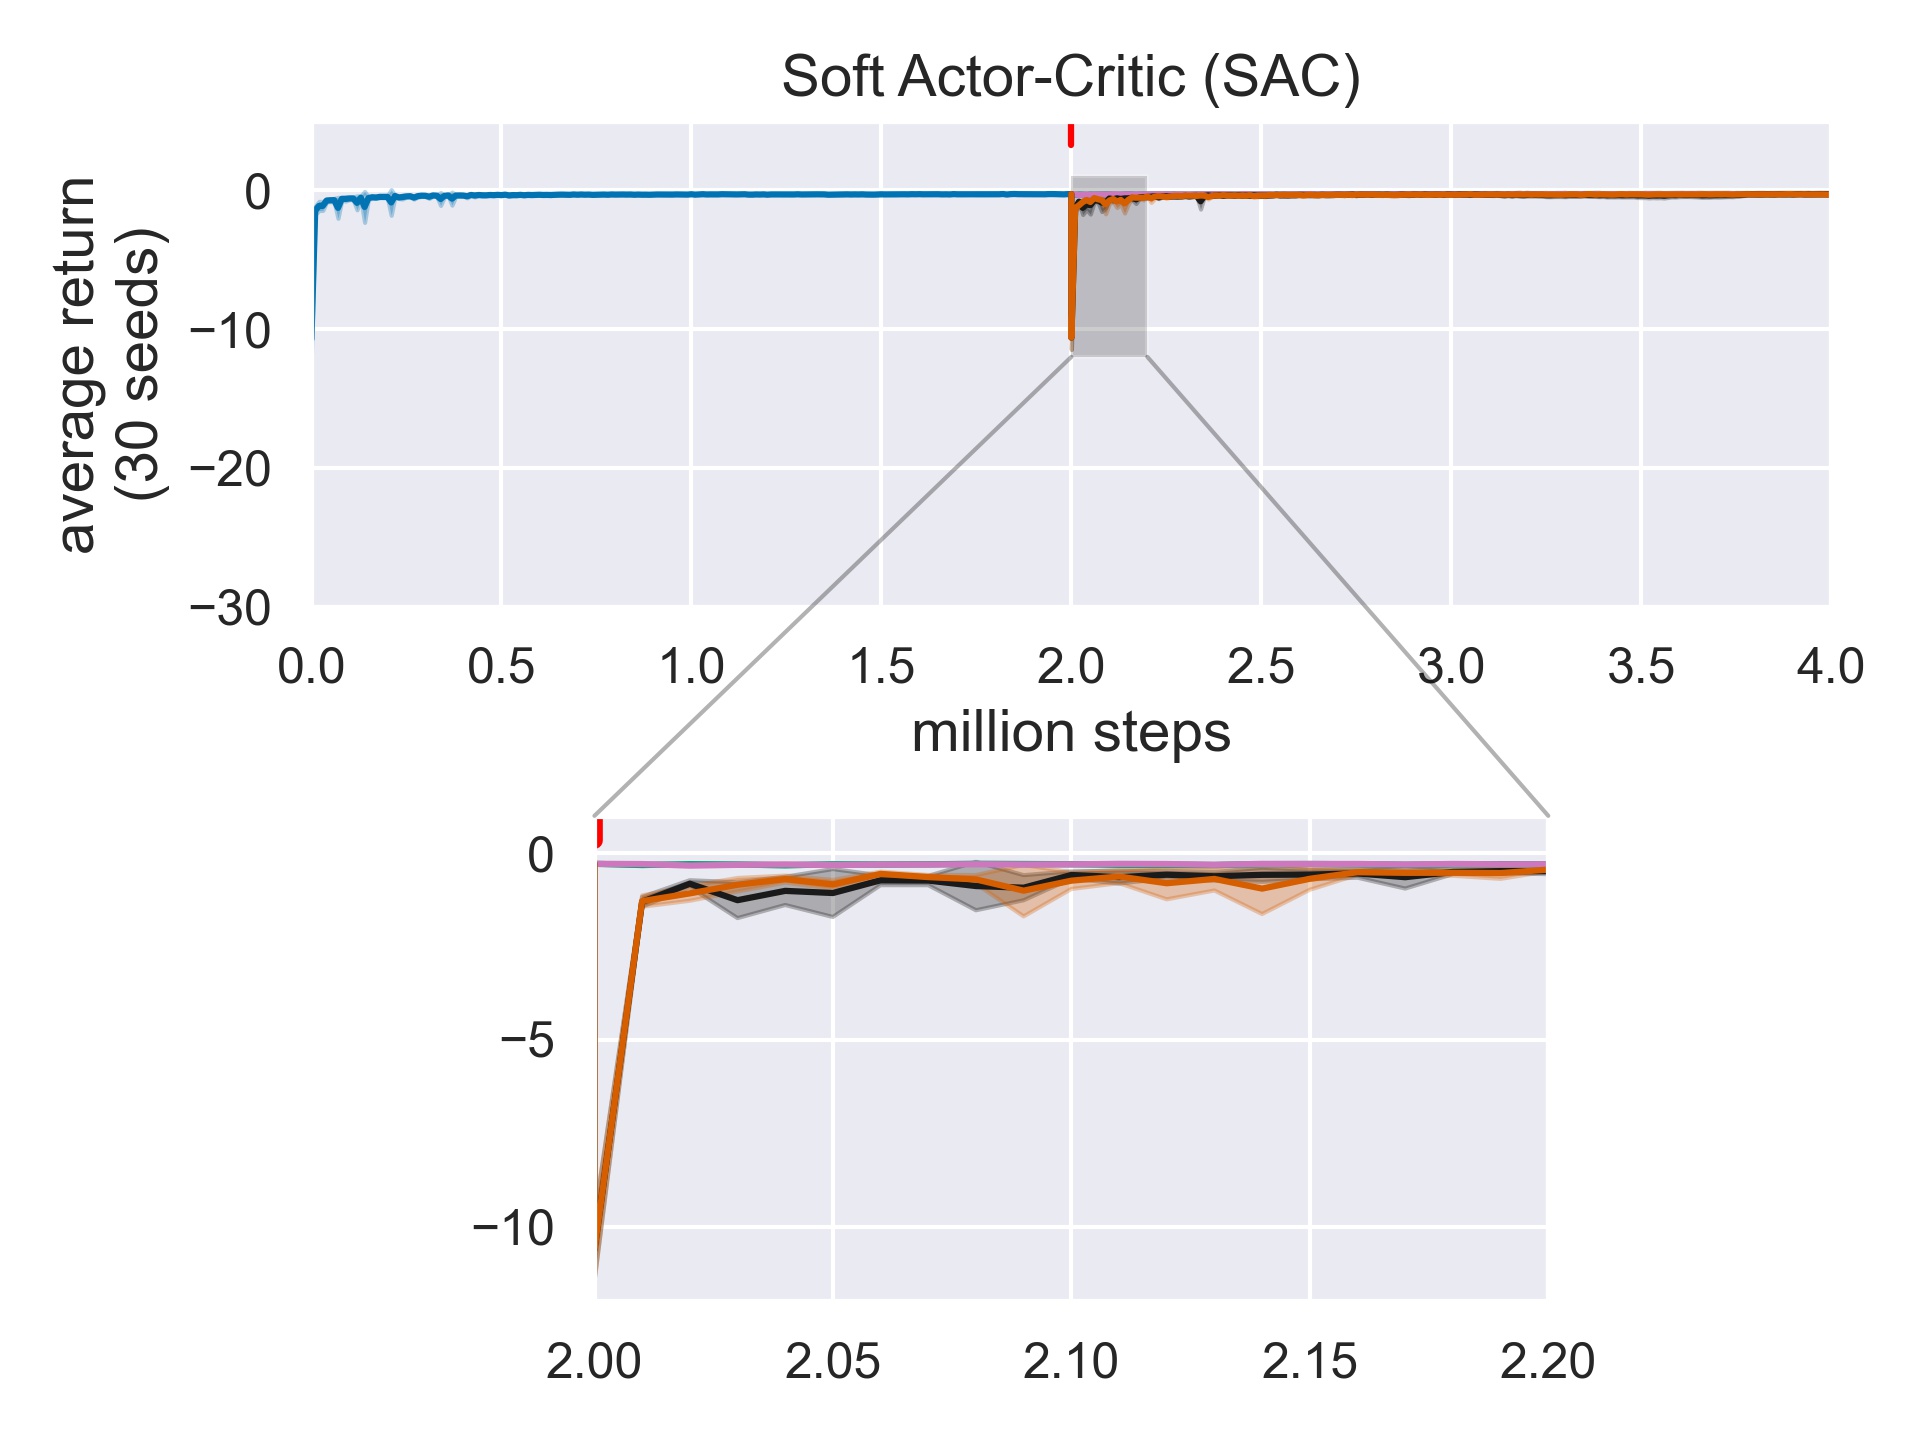 Soft Actor-Critic (SAC)
average return
(30 seeds)
0
−10
−20
−30
0.0 0.5 1.0 1.5 2.0 2.5 3.0 3.5 4.0
million steps
0
−5
−10
2.00 2.05 2.10 2.15 2.20